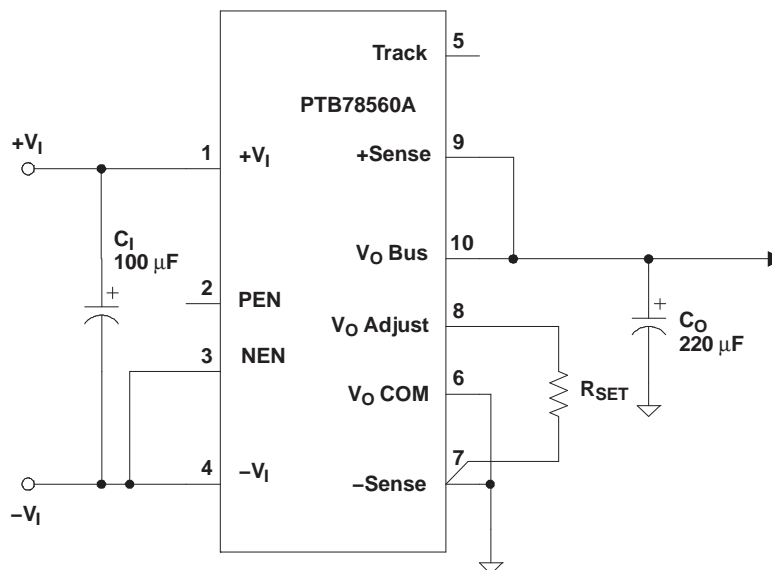 5
Track
PTB78560A
+VI
1
+VI
+Sense
9
CI
100 μF
+
VO Bus
10
2
PEN
VO Adjust
8
+
CO
220 μF
3
NEN
VO COM
6
RSET
4
–VI
7
–Sense
–VI